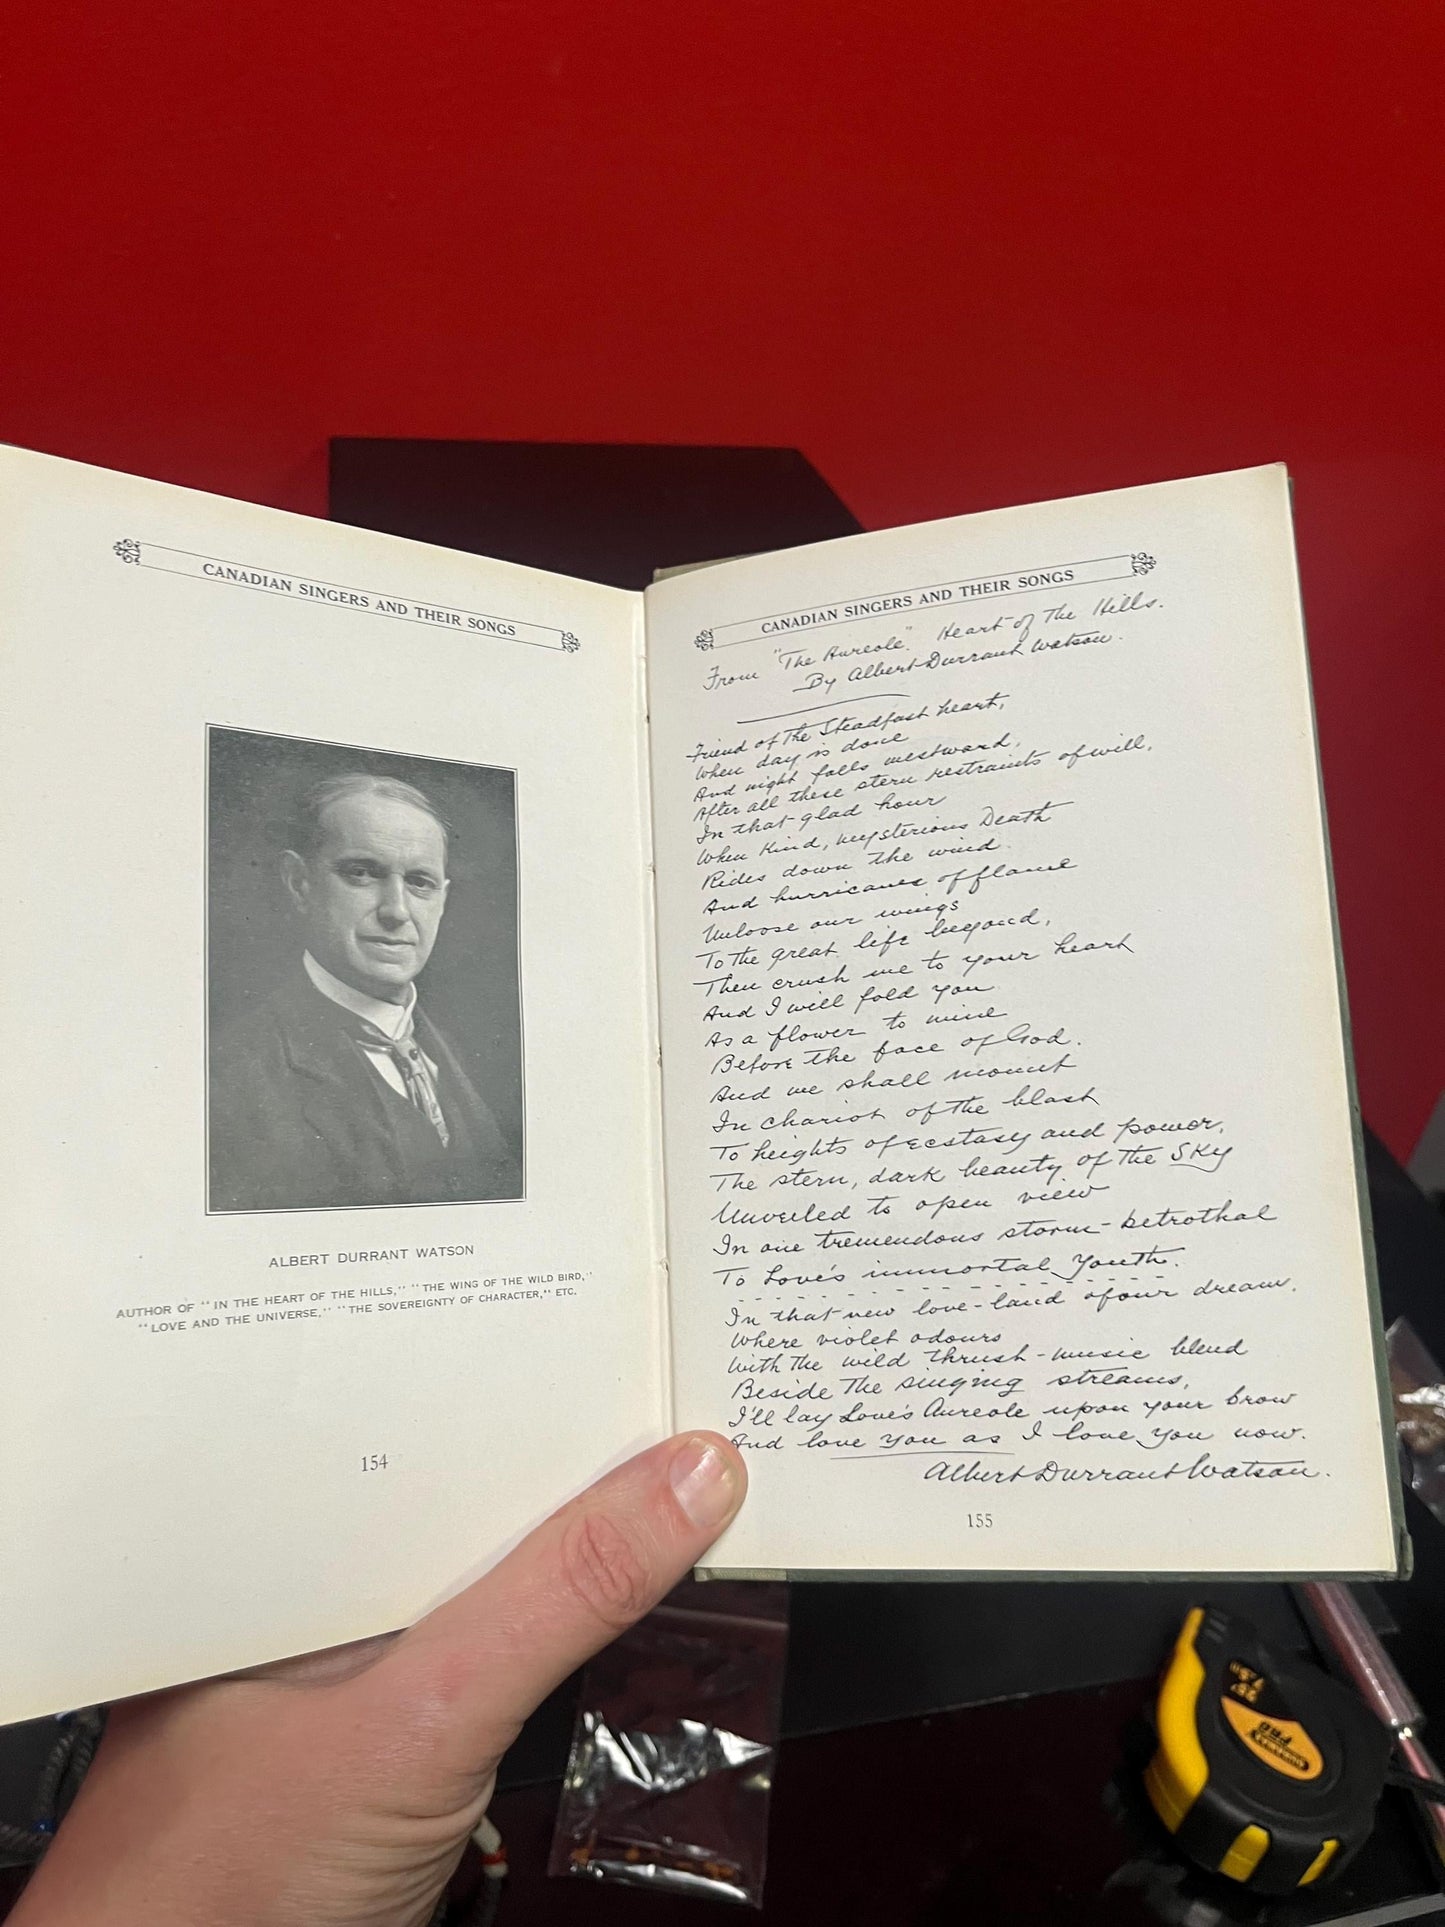 CANADIAN SINGERS AND THEIR SONGS
ALBERT DURRANT WATSON
AUTHOR OF "IN THE HEART OF THE HILLS," "THE WING OF THE WILD BIRD,"
"LOVE AND THE UNIVERSE," "THE SOVEREIGNTY OF CHARACTER," ETC.
154
CANADIAN SINGERS AND THEIR SONGS
From "The Aureole". Heart of The Hills.
By Albert Durrant Watson.
Friend of The Steadfast heart,
When day is done
And night falls westward,
After all these stern restraints of will,
In that glad hour
When Kind, mysterious Death
Rides down the wind
And hurricanes of flame
Unloose our wings
To the great life beyond,
Then crush me to your heart
And I will fold you
As a flower to mine
Before the face of God.
And we shall mount
In chariot of the blast
To heights of Ecstasy and power,
The stern, dark beauty of the Sky
Unveiled to open view
In one tremendous storm-betrothal
To Love's immortal Youth.
In that new love-land of our dream,
Where violet odours
With The wild thrush-music blend
Beside The singing streams,
I'll lay Love's Aureole upon your brow
And love you as I love you now.
Albert Durrant Watson.
155
25
7.5
PRO